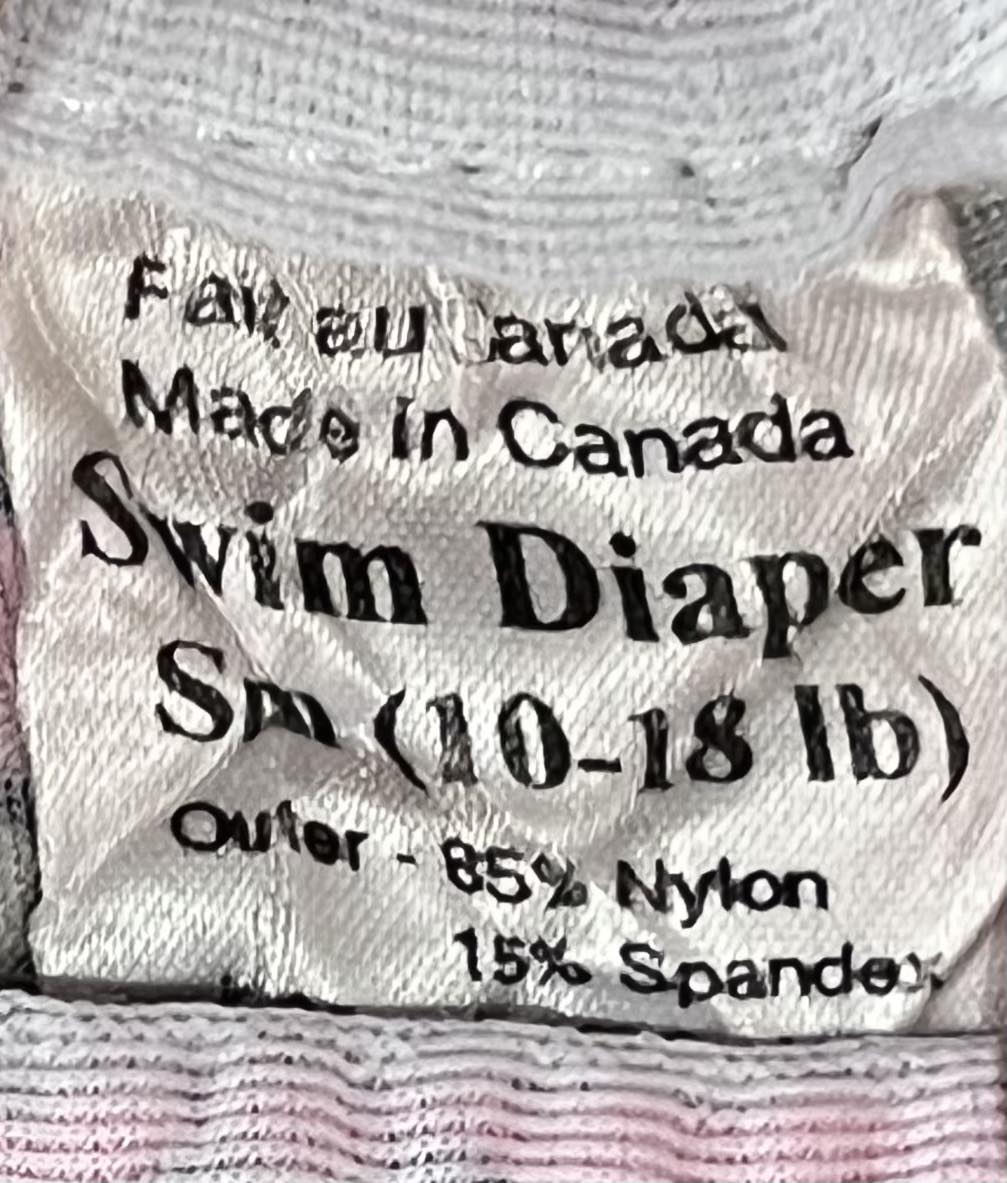 Fait au Canada
Made In Canada
Swim Diaper
Sm (10-18 lb)
Outer - 85% Nylon
15% Spandex